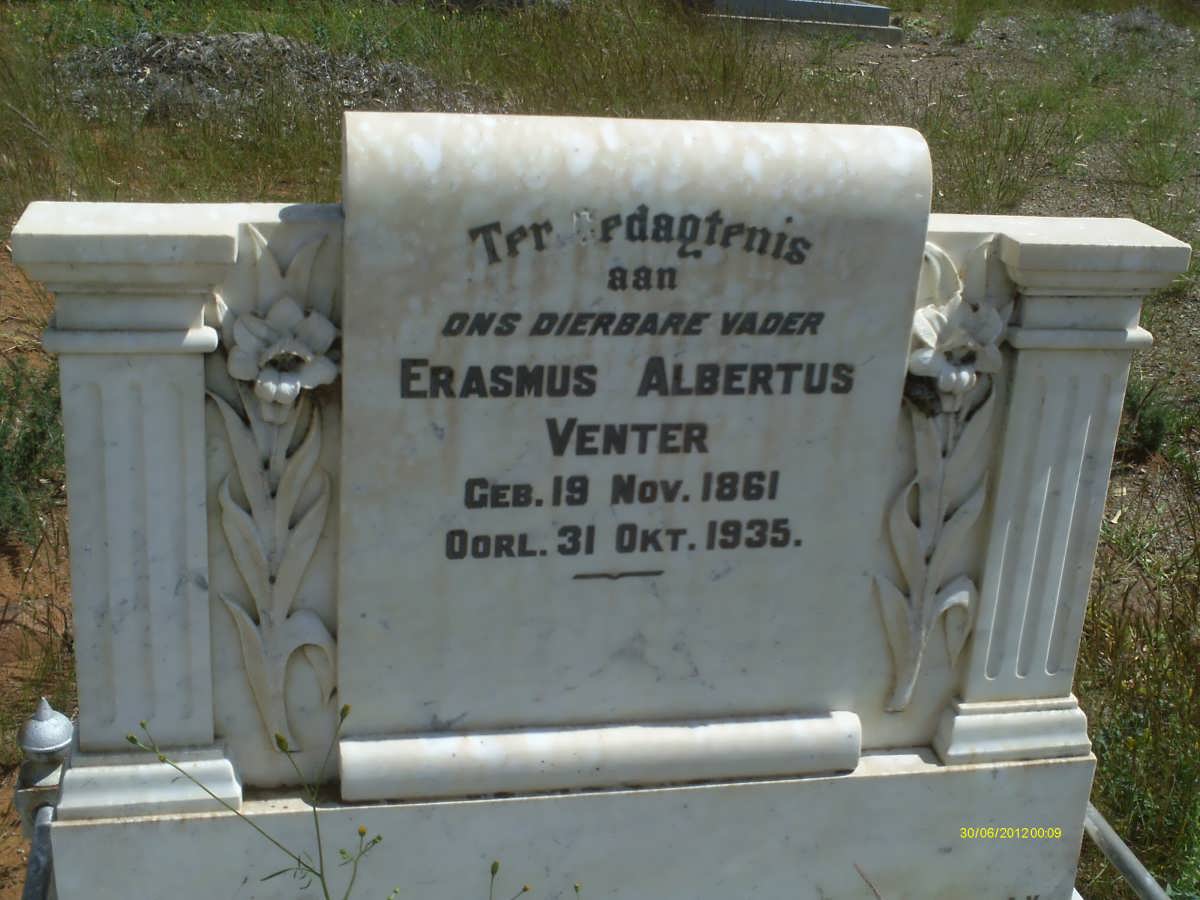 Ter Gedagtenis
aan
ONS DIERBARE VADER
ERASMUS ALBERTUS
VENTER
GEB. 19 NOV. 1861
OORL. 31 OKT. 1935.
30/06/2012 00:09